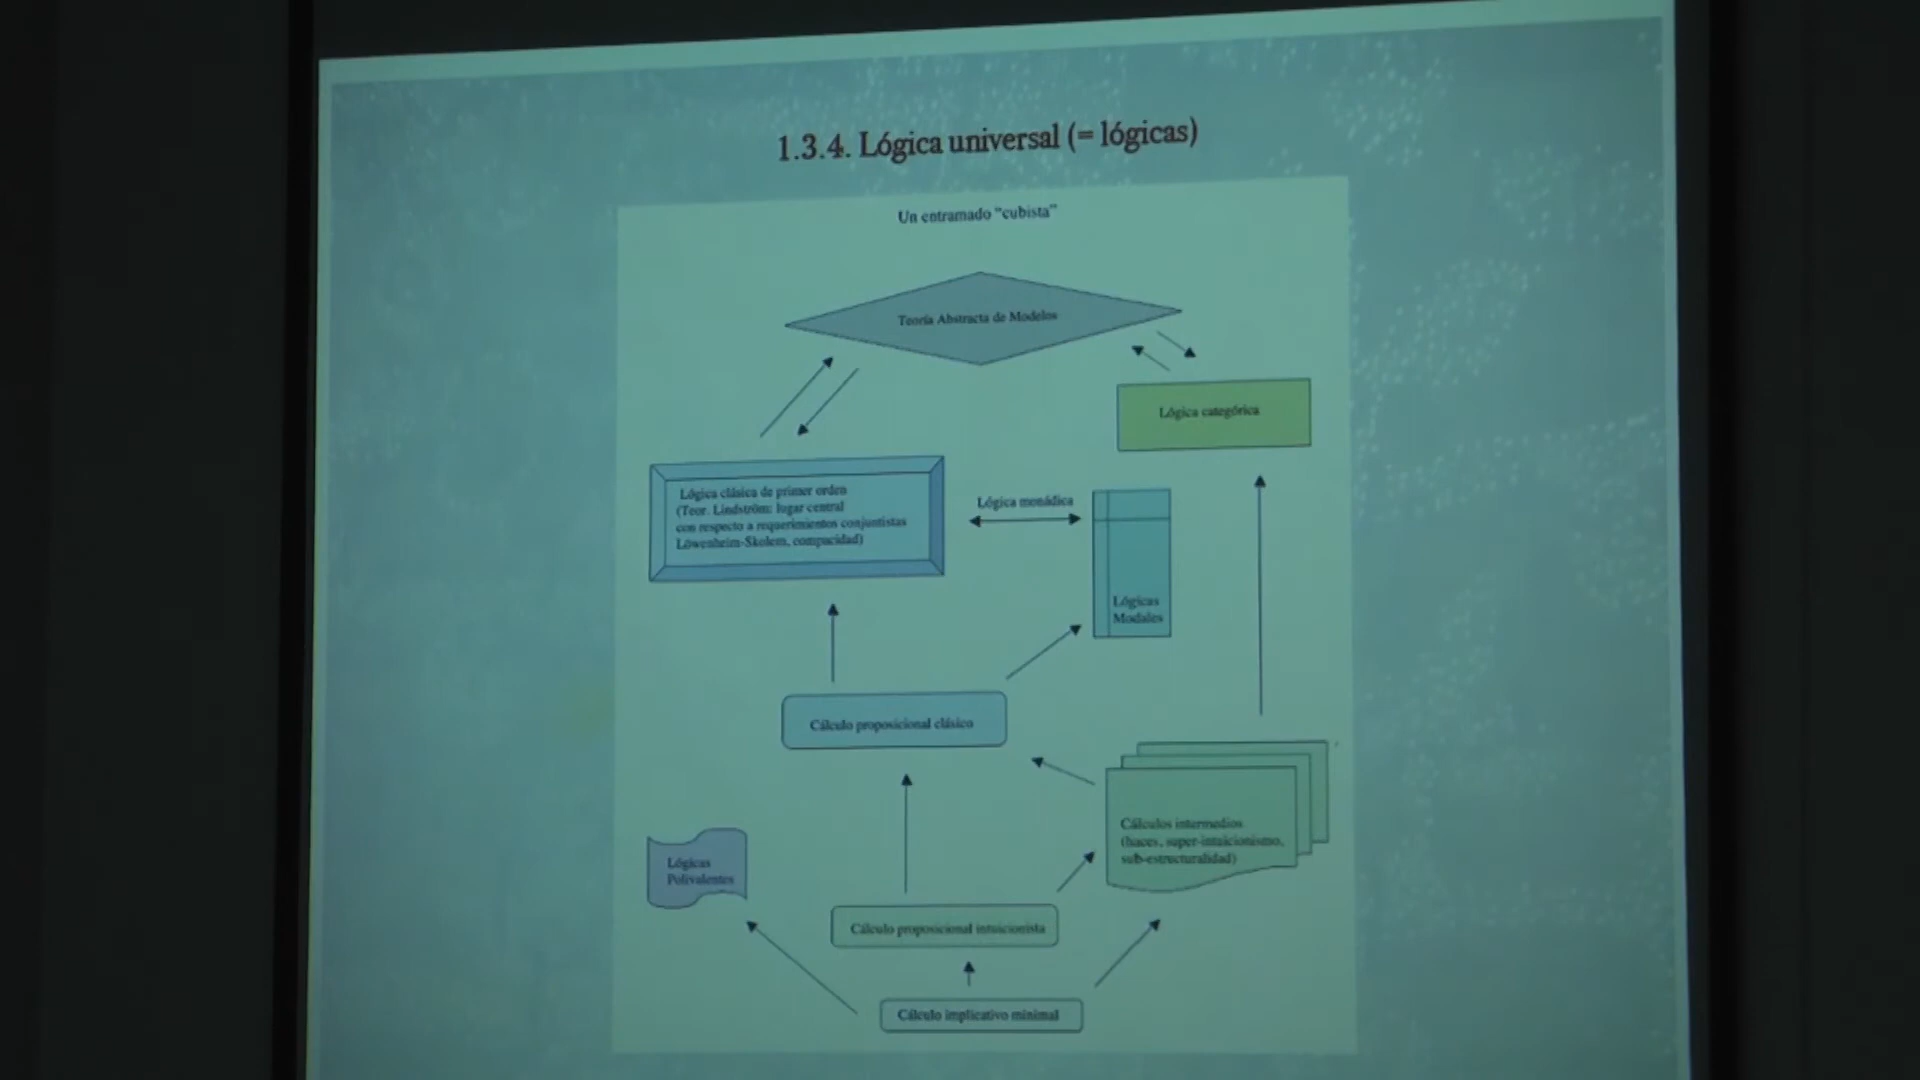 1.3.4. Lógica universal (= lógicas)
Un entramado "cubista"
Teoría Abstracta de Modelos
Lógica categórica
Lógica clásica de primer orden
(Teor. Lindström: lugar central
con respecto a requerimientos conjuntistas
Löwenheim-Skolem, compacidad)
Lógica monádica
Lógicas
Modales
Cálculo proposicional clásico
Cálculos intermedios
(haces, super-intuicionismo,
sub-estructuralidad)
Lógicas
Polivalentes
Cálculo proposicional intuicionista
Cálculo implicativo minimal